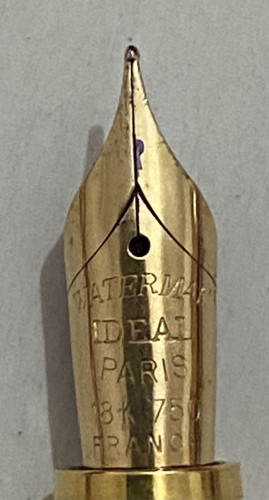 WATERMAN
IDEAL
PARIS
18K 750
FRANCE